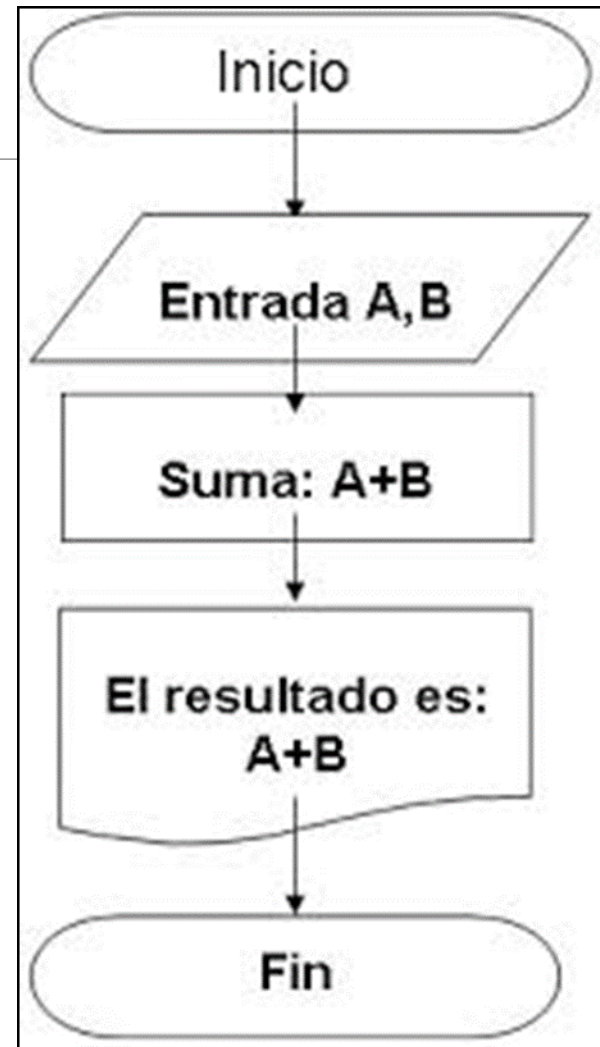 Inicio
Entrada A,B
Suma: A+B
El resultado es:
A+B
Fin